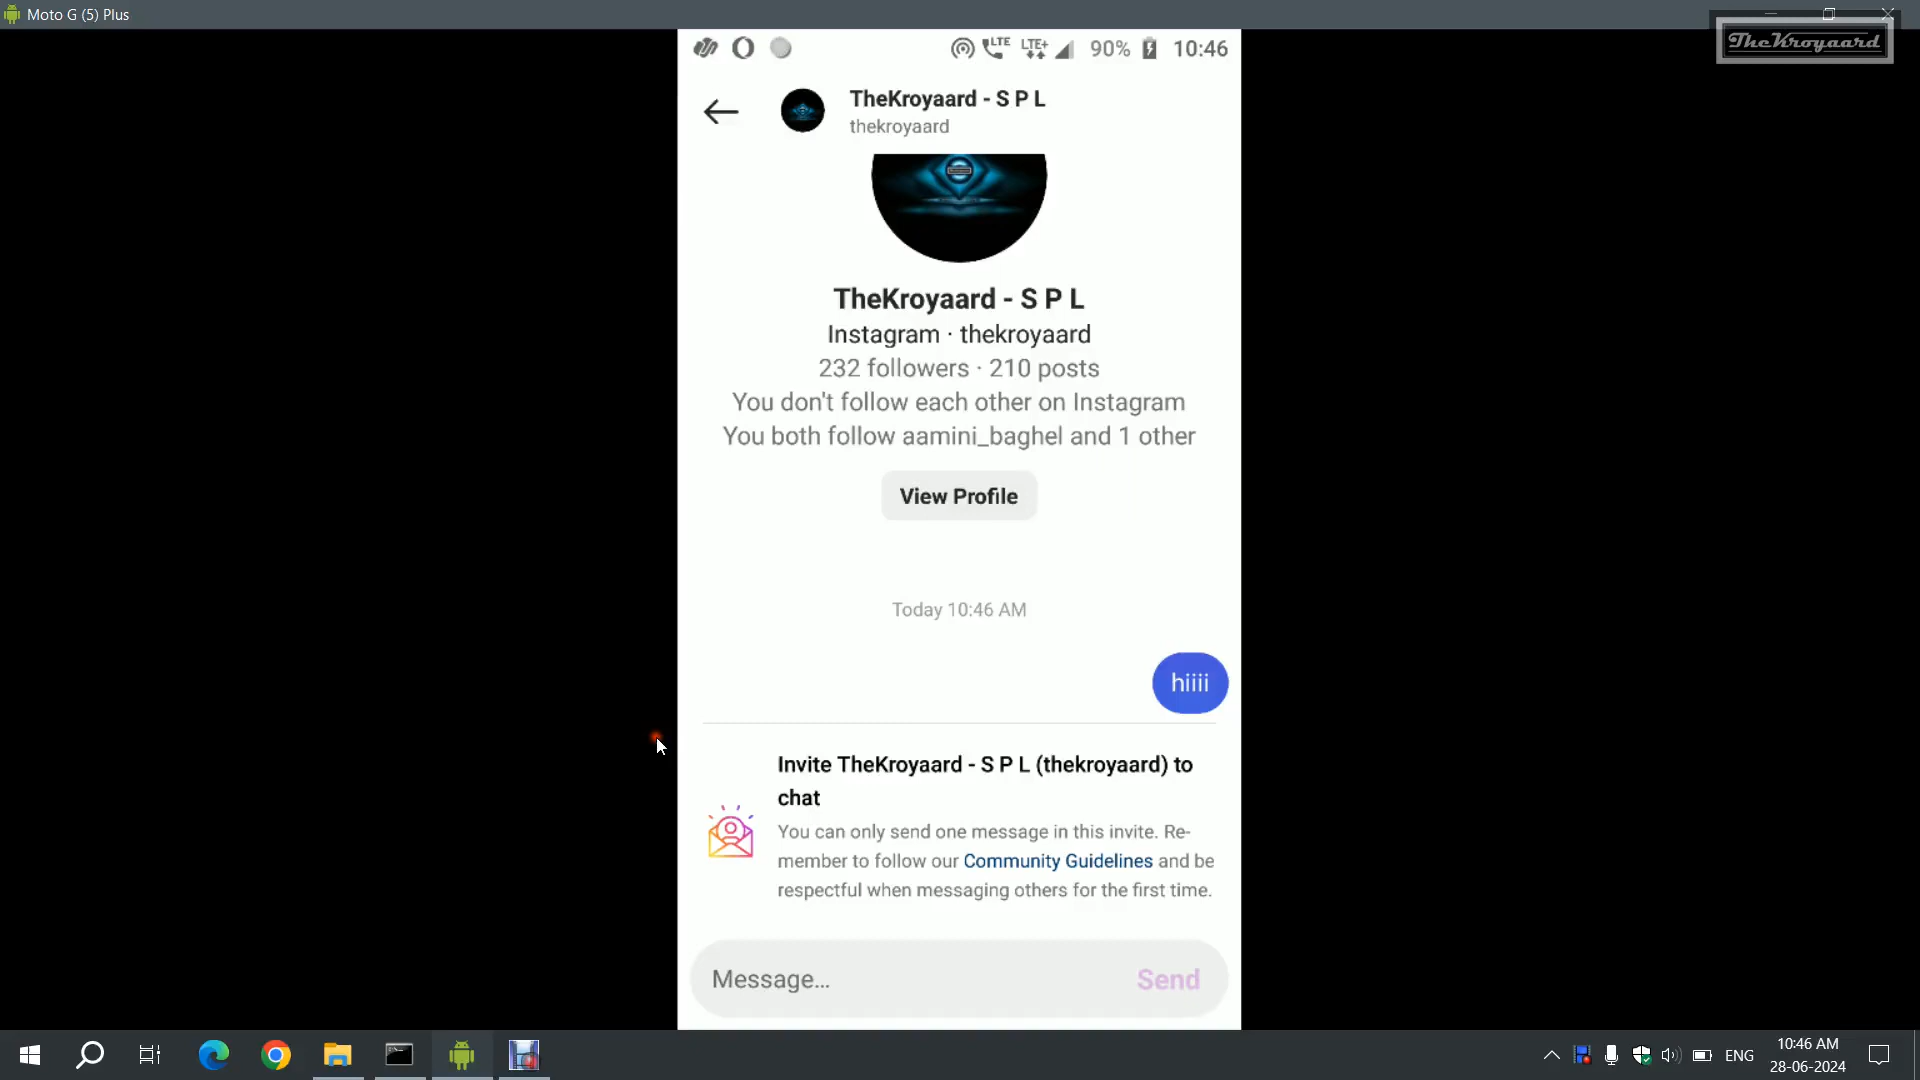 Moto G (5) Plus
TheKroyaard
LTE LTE+ 90% 10:46
TheKroyaard - S P L
thekroyaard
TheKroyaard - S P L
Instagram · thekroyaard
232 followers · 210 posts
You don't follow each other on Instagram
You both follow aamini_baghel and 1 other
View Profile
Today 10:46 AM
hiiii
Invite TheKroyaard - S P L (thekroyaard) to
chat
You can only send one message in this invite. Re-
member to follow our Community Guidelines and be
respectful when messaging others for the first time.
Message... Send
ENG
10:46 AM
28-06-2024